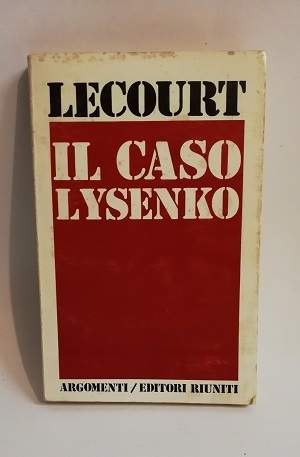 LECOURT
IL CASO
LYSENKO
ARGOMENTI/EDITORI RIUNITI